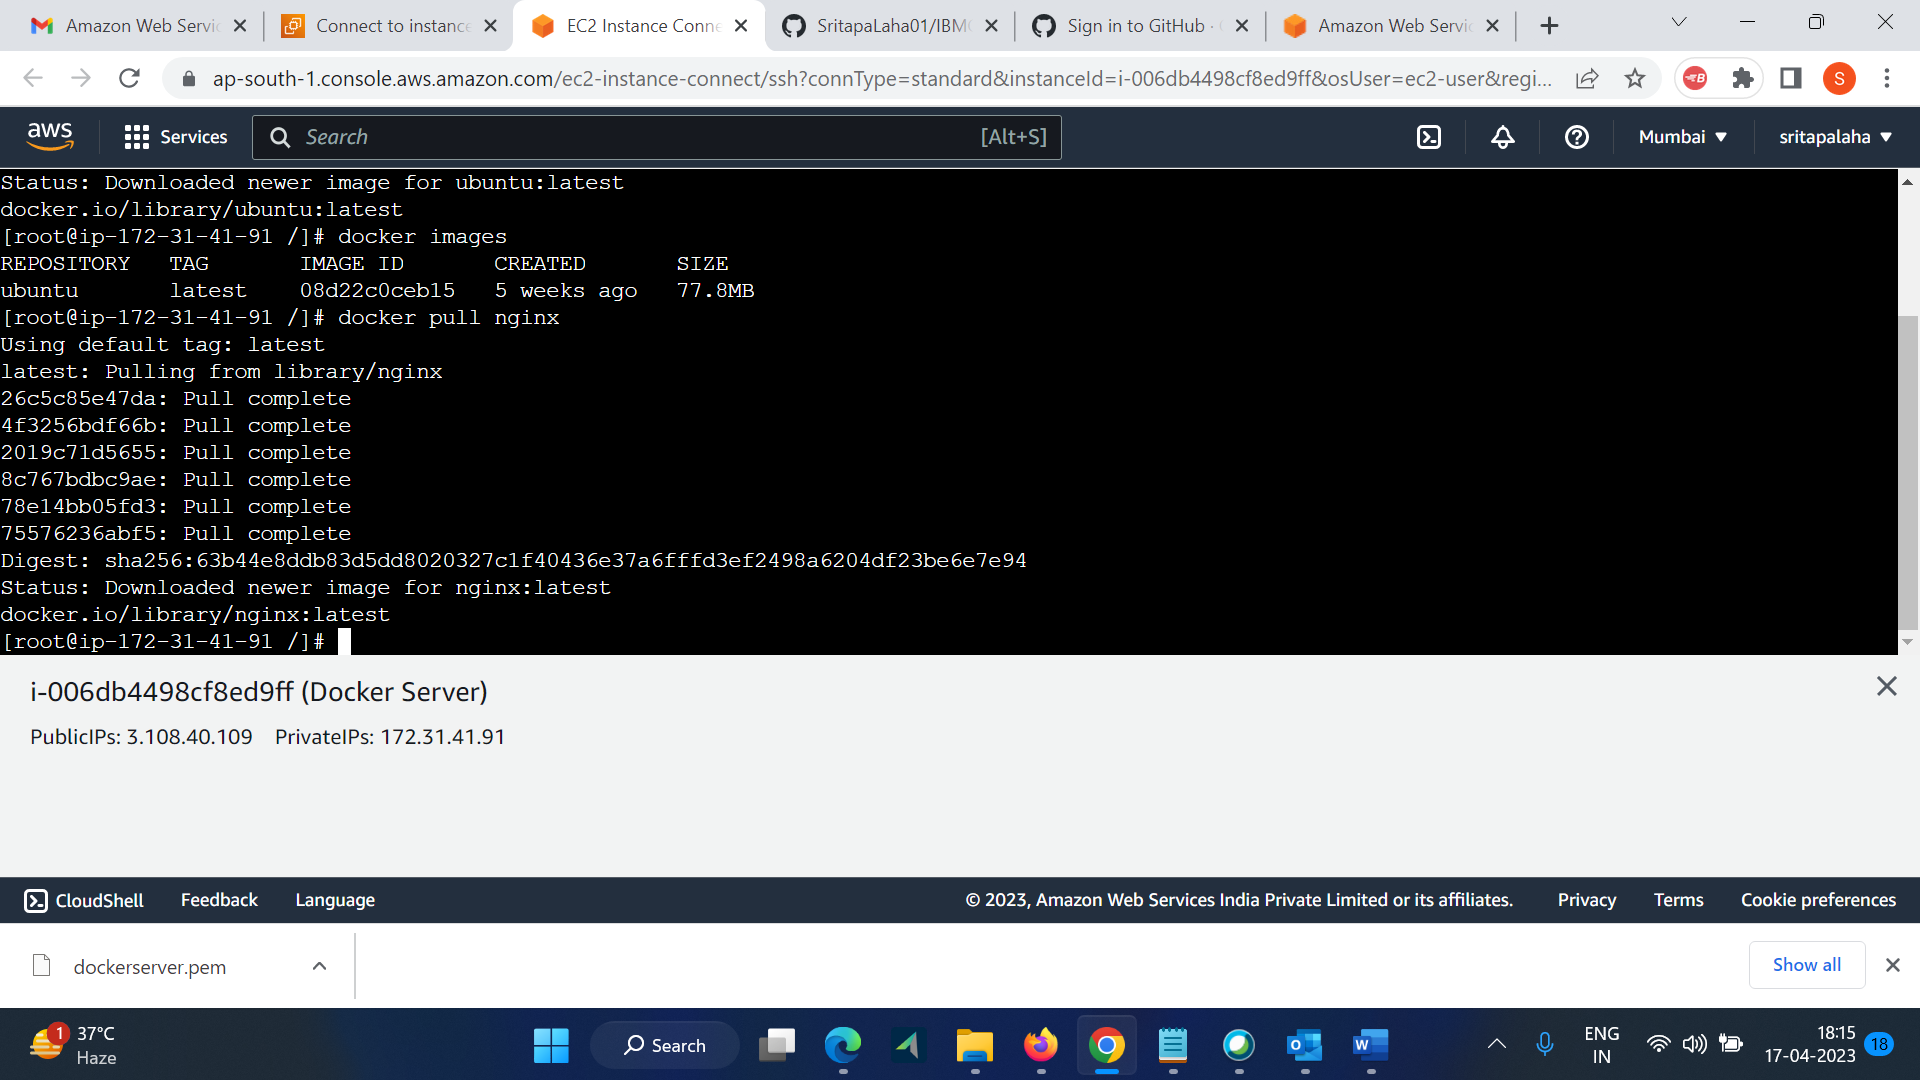 Amazon Web Servic
Connect to instance
EC2 Instance Conne
SritapaLaha01/IBM
Sign in to GitHub ·
Amazon Web Servic
ap-south-1.console.aws.amazon.com/ec2-instance-connect/ssh?connType=standard&instanceId=i-006db4498cf8ed9ff&osUser=ec2-user&regi...
B
S
aws
Services
Search
[Alt+S]
Mumbai
sritapalaha
Status: Downloaded newer image for ubuntu:latest
docker.io/library/ubuntu:latest
[root@ip-172-31-41-91 /]# docker images
REPOSITORY   TAG       IMAGE ID       CREATED       SIZE
ubuntu       latest    08d22c0ceb15   5 weeks ago   77.8MB
[root@ip-172-31-41-91 /]# docker pull nginx
Using default tag: latest
latest: Pulling from library/nginx
26c5c85e47da: Pull complete
4f3256bdf66b: Pull complete
2019c71d5655: Pull complete
8c767bdbc9ae: Pull complete
78e14bb05fd3: Pull complete
75576236abf5: Pull complete
Digest: sha256:63b44e8ddb83d5dd8020327c1f40436e37a6fffd3ef2498a6204df23be6e7e94
Status: Downloaded newer image for nginx:latest
docker.io/library/nginx:latest
[root@ip-172-31-41-91 /]#
i-006db4498cf8ed9ff (Docker Server)
PublicIPs: 3.108.40.109    PrivateIPs: 172.31.41.91
CloudShell
Feedback
Language
© 2023, Amazon Web Services India Private Limited or its affiliates.
Privacy
Terms
Cookie preferences
dockerserver.pem
Show all
1
37°C
Haze
Search
ENG
IN
18:15
17-04-2023
18